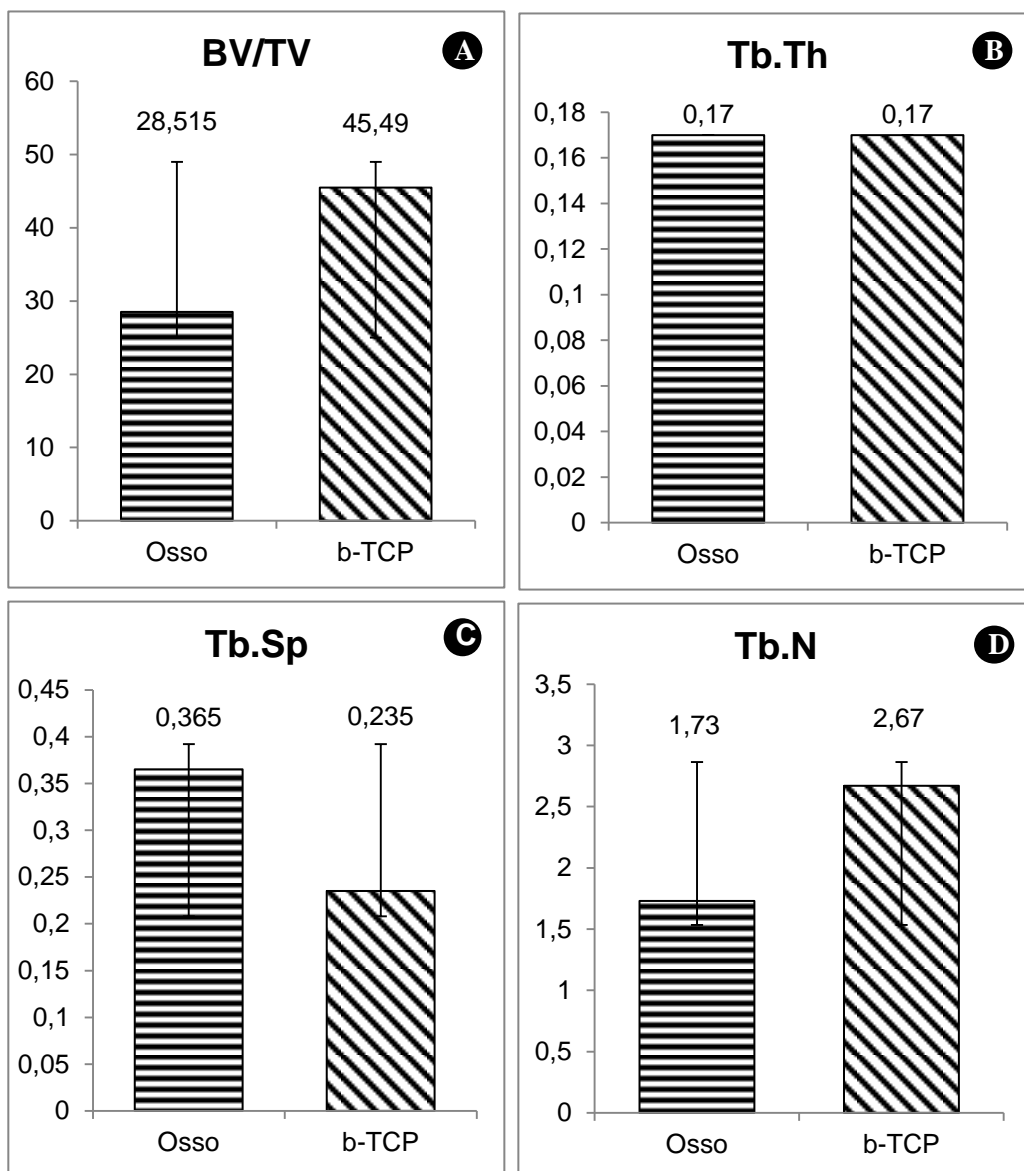 BV/TV
A
60
50
40
30
20
10
0
28,515
45,49
Osso
b-TCP
Tb.Th
B
0,18
0,16
0,14
0,12
0,1
0,08
0,06
0,04
0,02
0
0,17
0,17
Osso
b-TCP
Tb.Sp
C
0,45
0,4
0,35
0,3
0,25
0,2
0,15
0,1
0,05
0
0,365
0,235
Osso
b-TCP
Tb.N
D
3,5
3
2,5
2
1,5
1
0,5
0
1,73
2,67
Osso
b-TCP